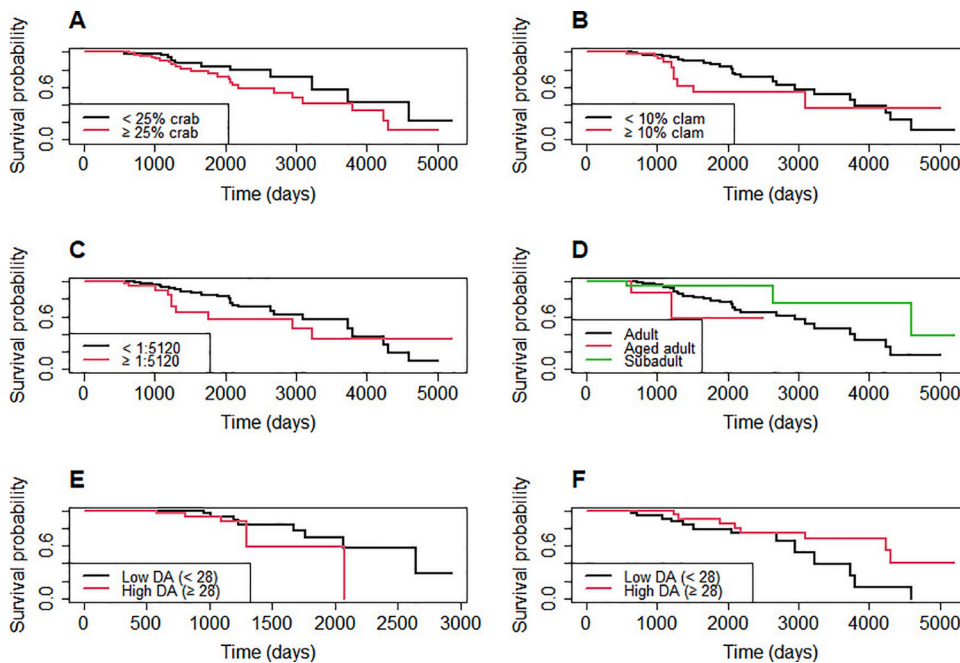 A
Survival probability
0.6
0.0
< 25% crab
≥ 25% crab
0 1000 2000 3000 4000 5000
Time (days)
B
Survival probability
0.6
0.0
< 10% clam
≥ 10% clam
0 1000 2000 3000 4000 5000
Time (days)
C
Survival probability
0.6
0.0
< 1:5120
≥ 1:5120
0 1000 2000 3000 4000 5000
Time (days)
D
Survival probability
0.6
0.0
Adult
Aged adult
Subadult
0 1000 2000 3000 4000 5000
Time (days)
E
Survival probability
0.6
0.0
Low DA (< 28)
High DA (≥ 28)
0 500 1000 1500 2000 2500 3000
Time (days)
F
Survival probability
0.6
0.0
Low DA (< 28)
High DA (≥ 28)
0 1000 2000 3000 4000 5000
Time (days)